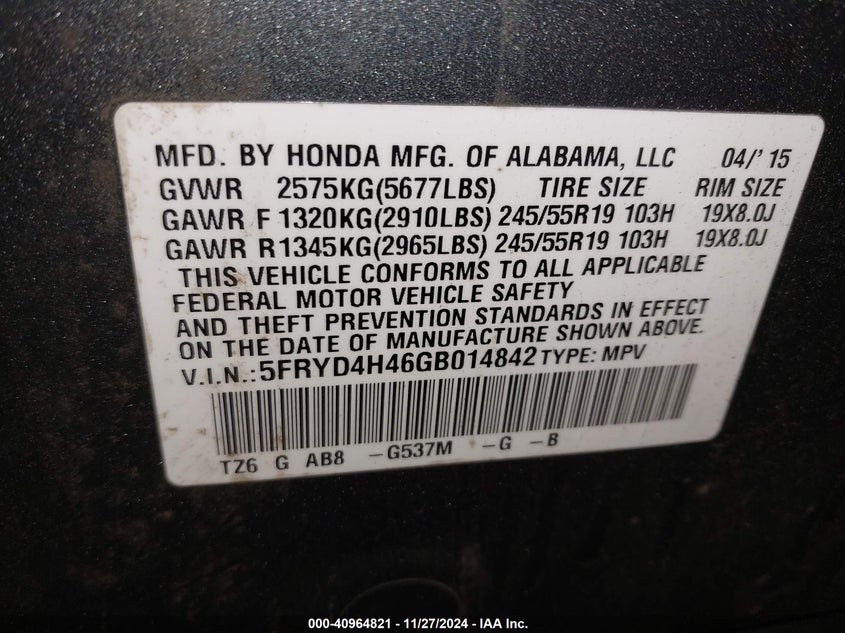 MFD. BY HONDA MFG. OF ALABAMA, LLC 04/'15
GVWR 2575KG(5677LBS) TIRE SIZE RIM SIZE
GAWR F 1320KG(2910LBS) 245/55R19 103H 19X8.0J
GAWR R 1345KG(2965LBS) 245/55R19 103H 19X8.0J
THIS VEHICLE CONFORMS TO ALL APPLICABLE
FEDERAL MOTOR VEHICLE SAFETY
AND THEFT PREVENTION STANDARDS IN EFFECT
ON THE DATE OF MANUFACTURE SHOWN ABOVE.
V.I.N.: 5FRYD4H46GB014842 TYPE: MPV
TZ6 G AB8 -G537M -G -B
000-40964821 - 11/27/2024 - IAA Inc.